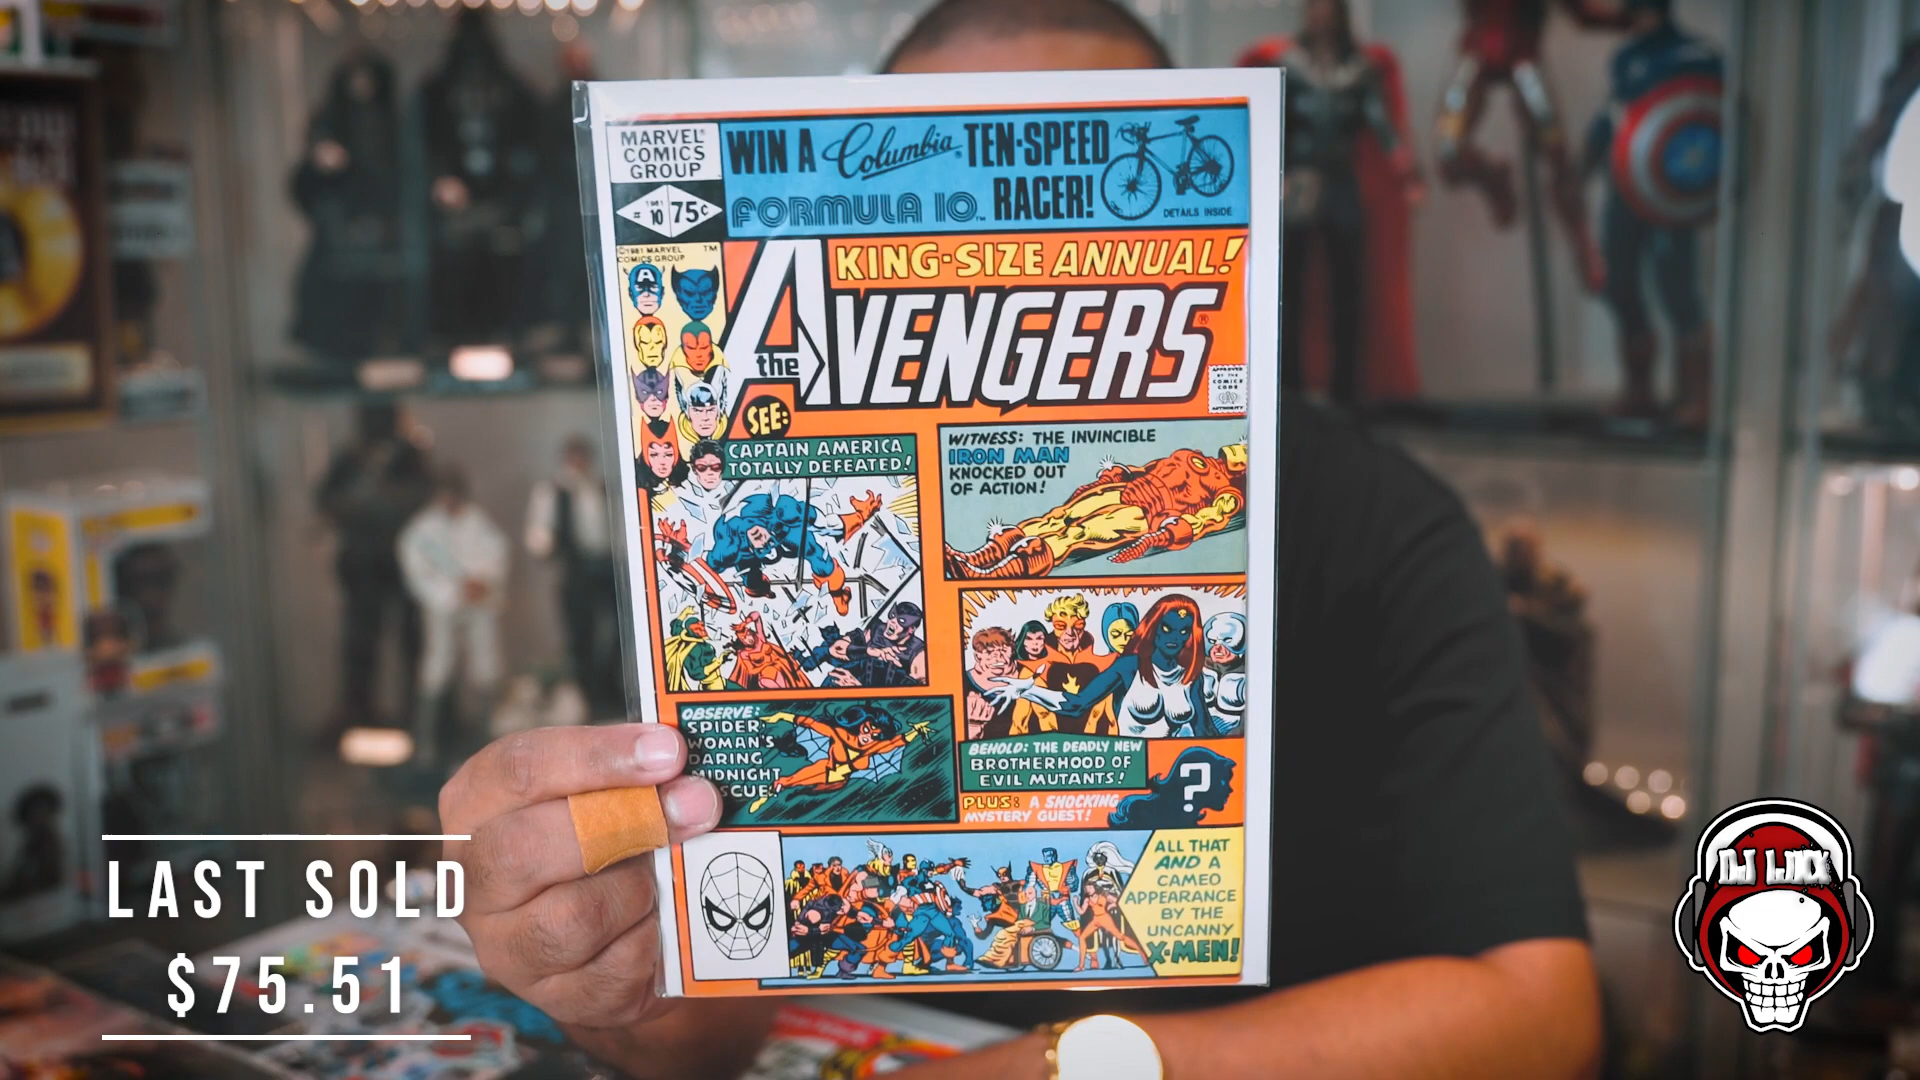 MARVEL®
COMICS
GROUP
1981
# 10 75¢
WIN A Columbia® TEN-SPEED
FORMULA 10™ RACER!
DETAILS INSIDE
©1981 MARVEL
COMICS GROUP
TM
KING-SIZE ANNUAL!
the AVENGERS®
APPROVED
BY THE
COMICS
CODE
AUTHORITY
SEE:
CAPTAIN AMERICA
TOTALLY DEFEATED!
WITNESS: THE INVINCIBLE
IRON MAN
KNOCKED OUT
OF ACTION!
OBSERVE:
SPIDER-
WOMAN'S
DARING
MIDNIGHT
SCUE!
BEHOLD: THE DEADLY NEW
BROTHERHOOD OF
EVIL MUTANTS!
PLUS: A SHOCKING
MYSTERY GUEST!
?
ALL THAT
AND A
CAMEO
APPEARANCE
BY THE
UNCANNY
X-MEN!
LAST SOLD
$75.51
DJ LUXX